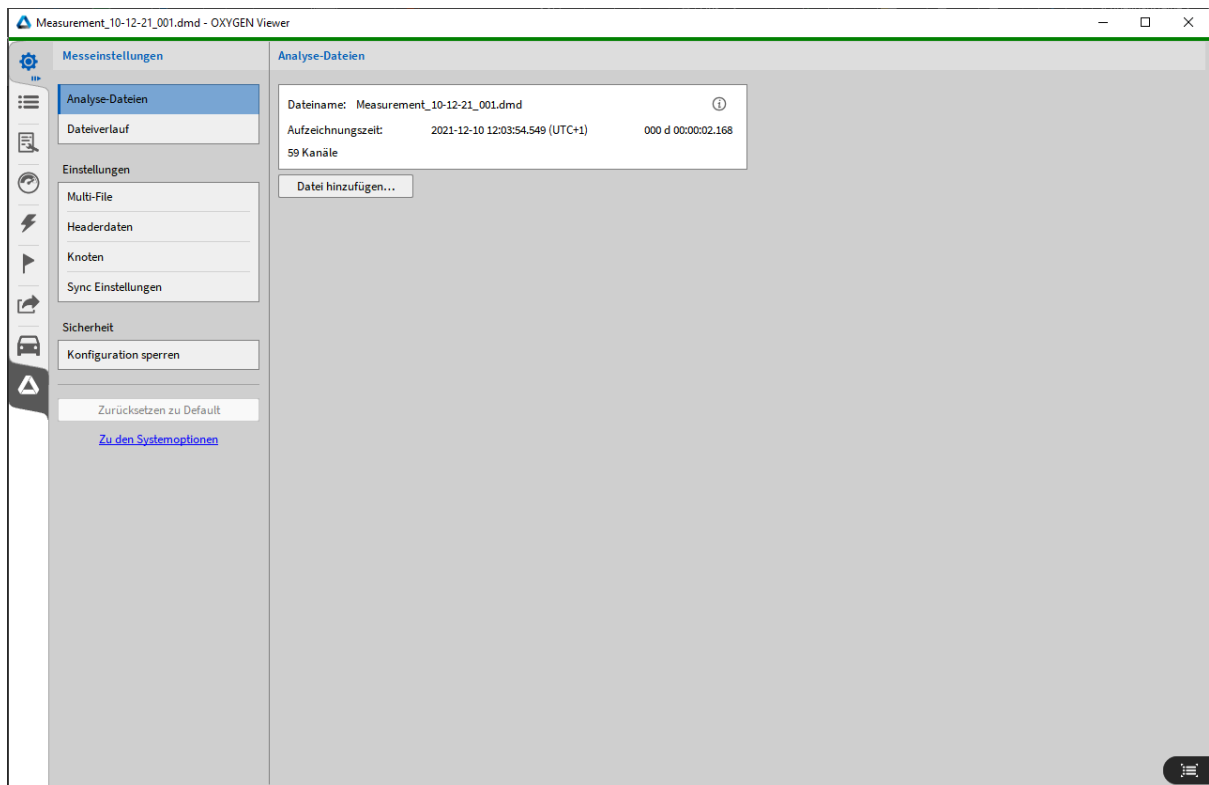 Measurement_10-12-21_001.dmd - OXYGEN Viewer
Messeinstellungen
Analyse-Dateien
Dateiverlauf
Einstellungen
Multi-File
Headerdaten
Knoten
Sync Einstellungen
Sicherheit
Konfiguration sperren
Zurücksetzen zu Default
Zu den Systemoptionen
Analyse-Dateien
Dateiname: Measurement_10-12-21_001.dmd
Aufzeichnungszeit: 2021-12-10 12:03:54.549 (UTC+1) 000 d 00:00:02.168
59 Kanäle
Datei hinzufügen...